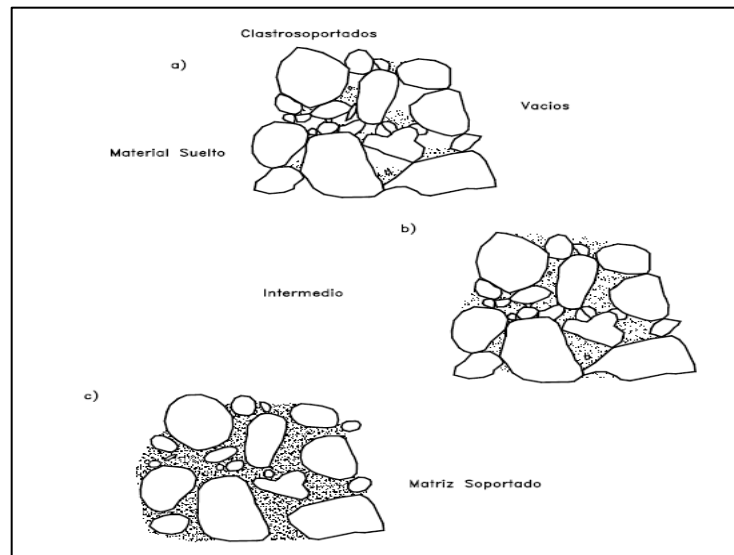 Clastrosoportados
a)
Vacios
Material Suelto
b)
Intermedio
c)
Matriz Soportado